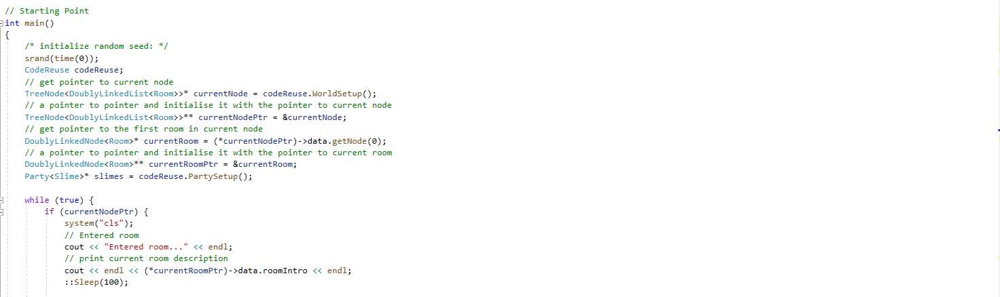 // Starting Point
int main()
{
/* initialize random seed: */
srand(time(0));
CodeReuse codeReuse;
// get pointer to current node
TreeNode<DoublyLinkedList<Room>>* currentNode = codeReuse.WorldSetup();
// a pointer to pointer and initialise it with the pointer to current node
TreeNode<DoublyLinkedList<Room>>** currentNodePtr = &currentNode;
// get pointer to the first room in current node
DoublyLinkedNode<Room>* currentRoom = (*currentNodePtr)->data.getNode(0);
// a pointer to pointer and initialise it with the pointer to current room
DoublyLinkedNode<Room>** currentRoomPtr = &currentRoom;
Party<Slime>* slimes = codeReuse.PartySetup();
while (true) {
if (currentNodePtr) {
system("cls");
// Entered room
cout << "Entered room..." << endl;
// print current room description
cout << endl << (*currentRoomPtr)->data.roomIntro << endl;
::Sleep(100);